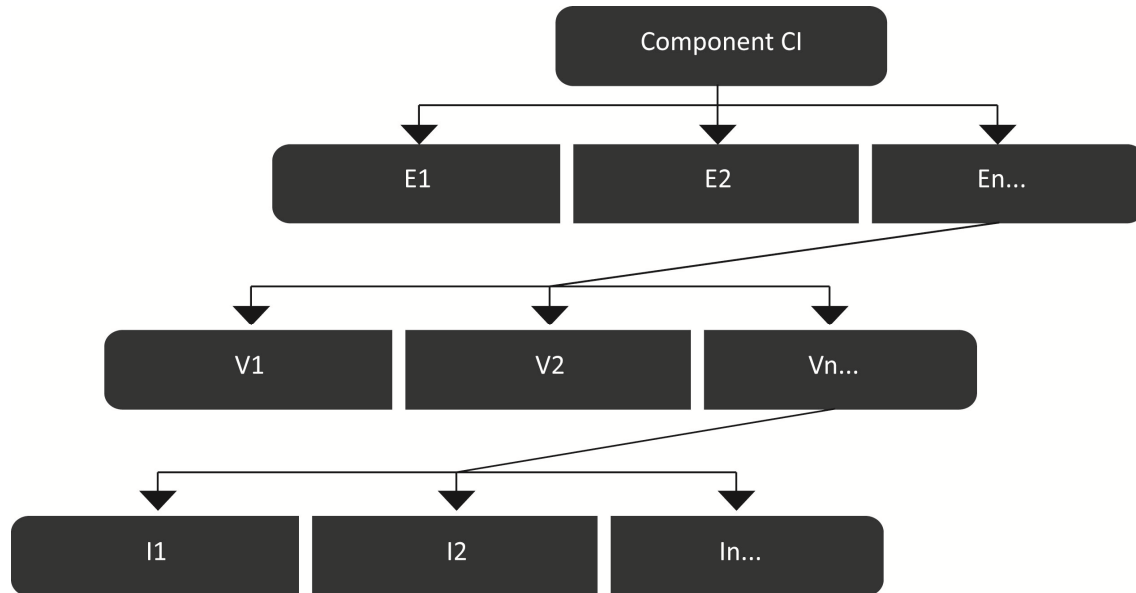 Component CI
E1 E2 En...
V1 V2 Vn...
I1 I2 In...